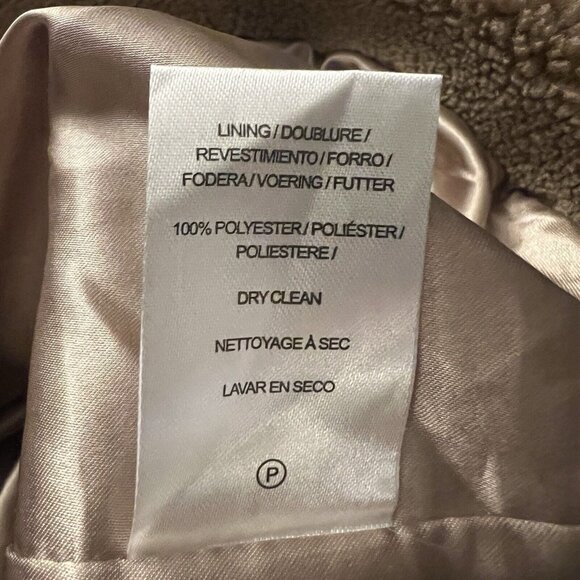 LINING/DOUBLURE/
REVESTIMIENTO/FORRO/
FODERA/VOERING/FUTTER
100% POLYESTER/POLIÉSTER/
POLIESTERE/
DRY CLEAN
NETTOYAGE À SEC
LAVAR EN SECO
P